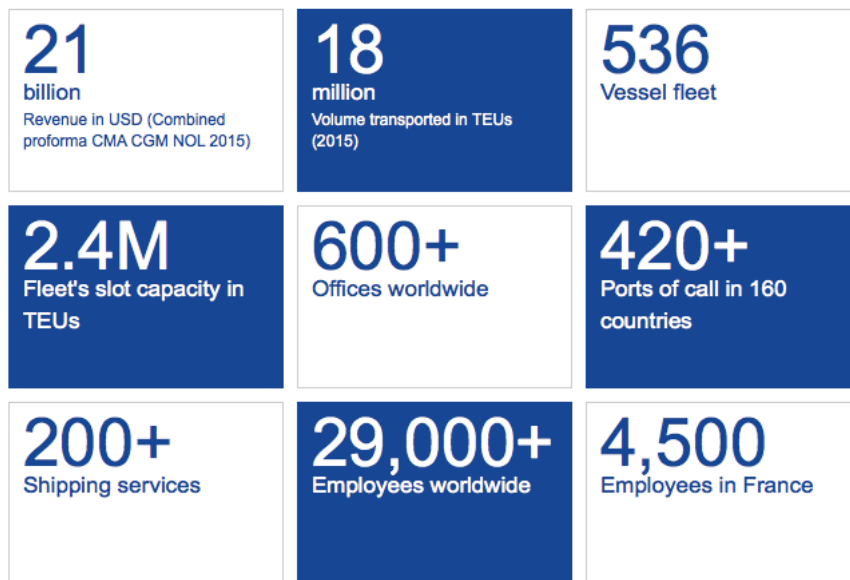 21
billion
Revenue in USD (Combined
proforma CMA CGM NOL 2015)
18
million
Volume transported in TEUs
(2015)
536
Vessel fleet
2.4M
Fleet's slot capacity in
TEUs
600+
Offices worldwide
420+
Ports of call in 160
countries
200+
Shipping services
29,000+
Employees worldwide
4,500
Employees in France